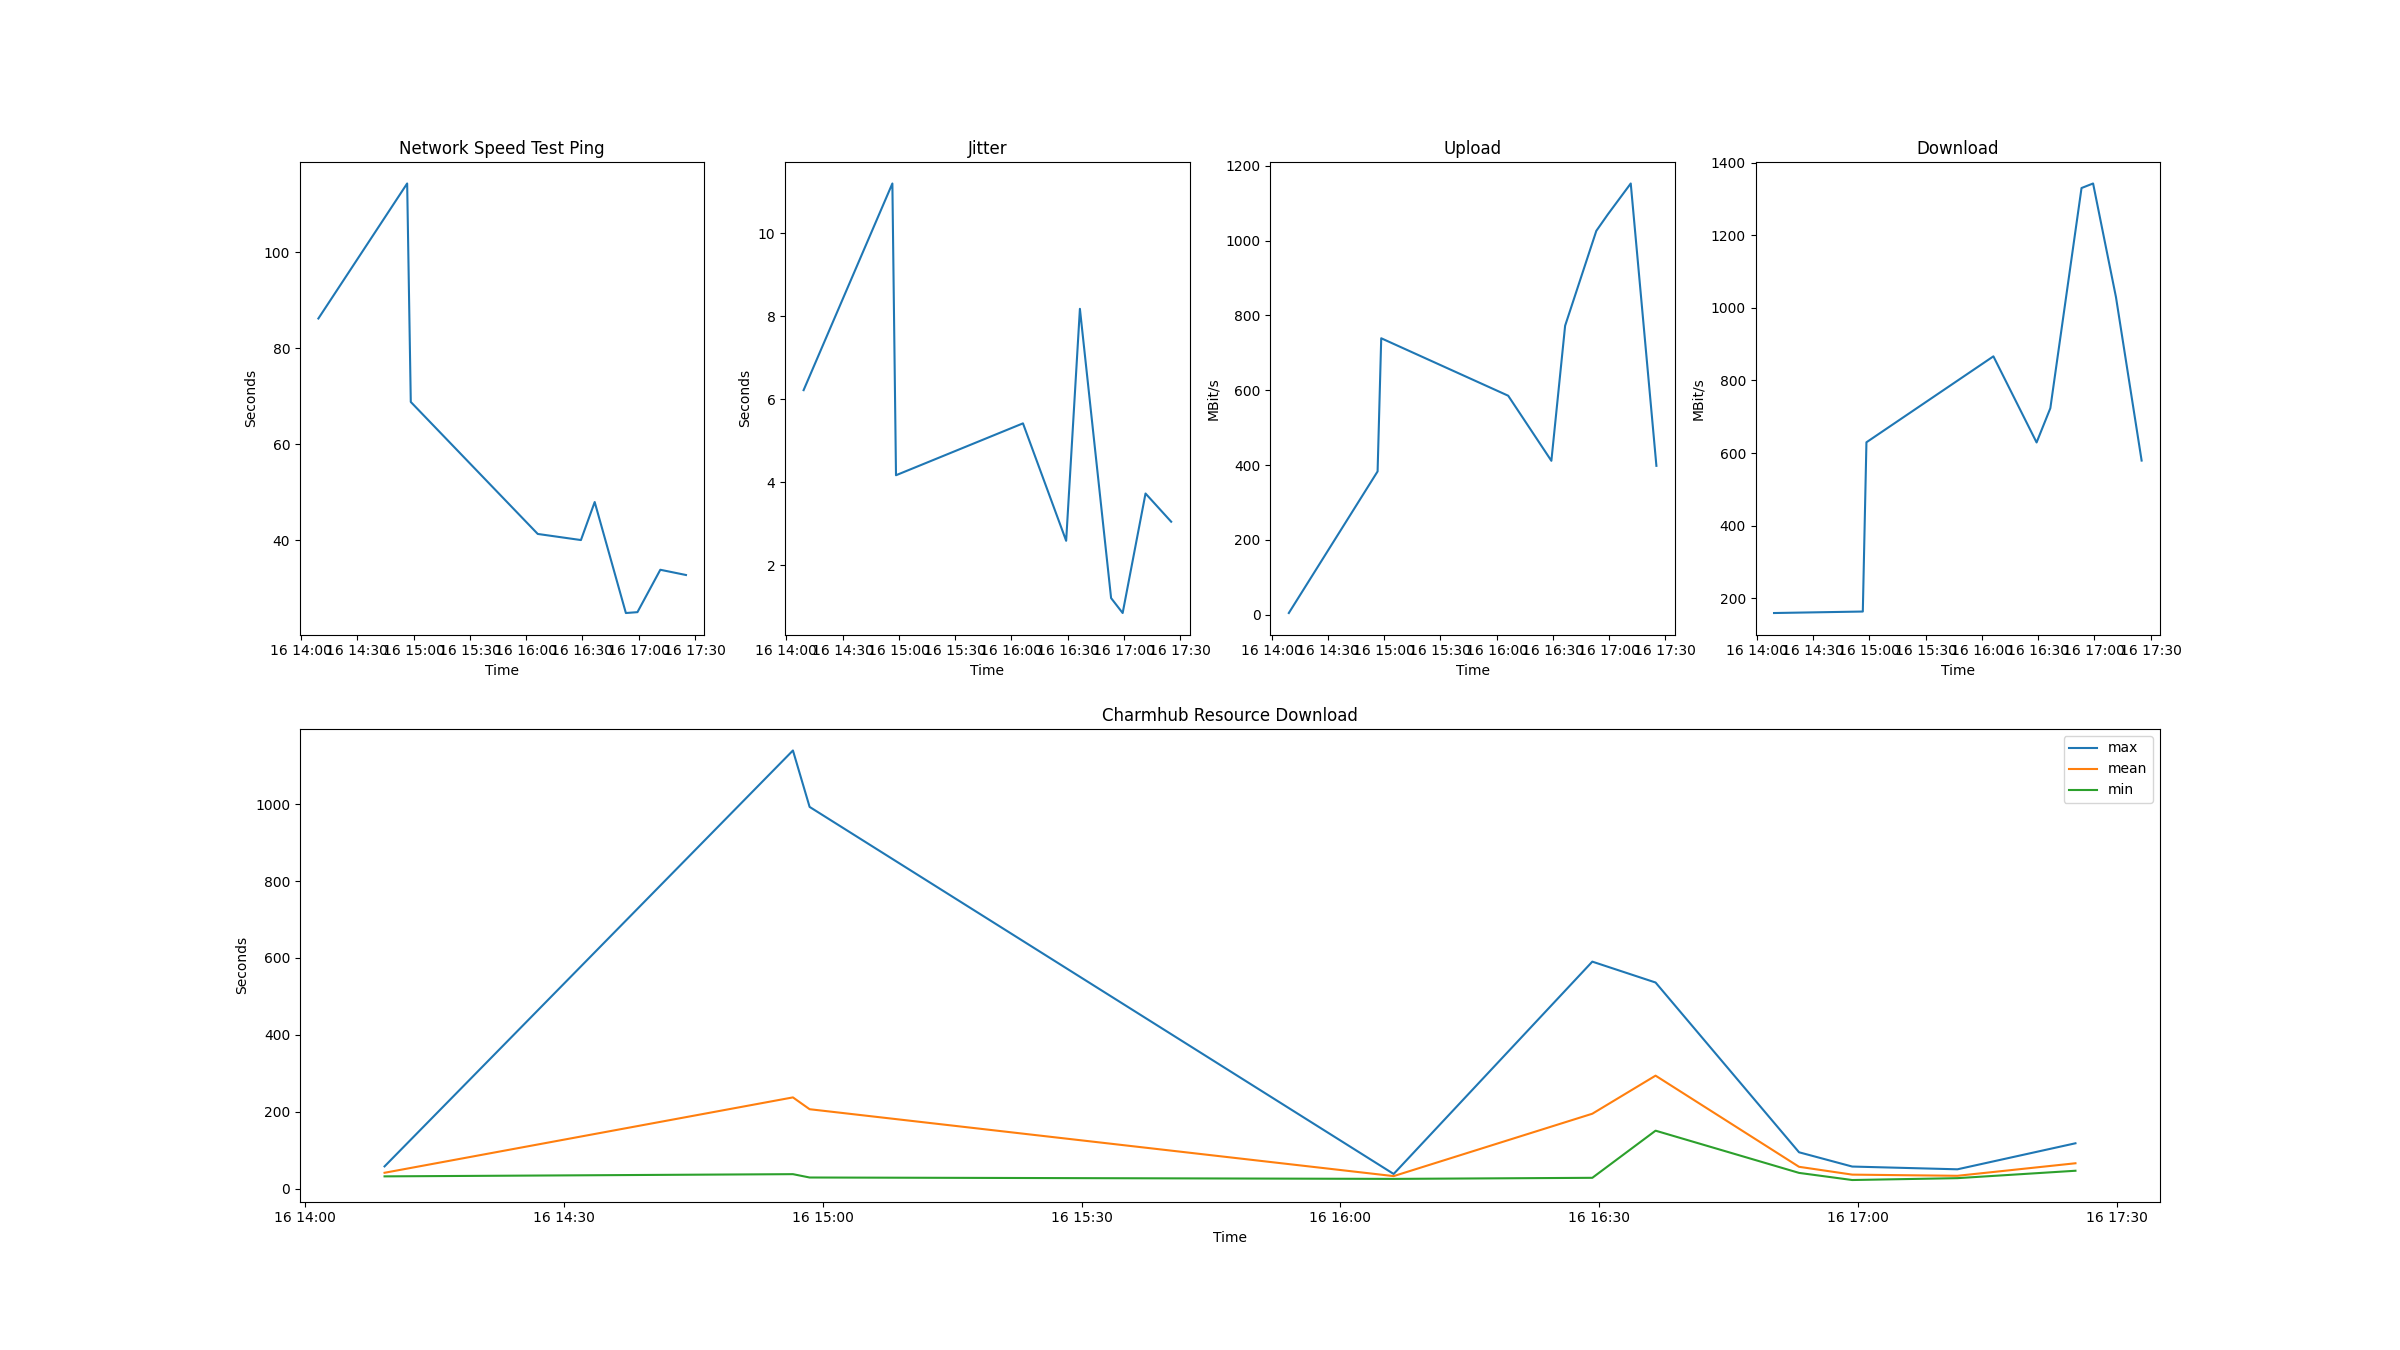 Network Speed Test Ping
Seconds
100
80
60
40
16 14:00 16 14:30 16 15:00 16 15:30 16 16:00 16 16:30 16 17:00 16 17:30
Time
Jitter
Seconds
10
8
6
4
2
16 14:00 16 14:30 16 15:00 16 15:30 16 16:00 16 16:30 16 17:00 16 17:30
Time
Upload
MBit/s
1200
1000
800
600
400
200
0
16 14:00 16 14:30 16 15:00 16 15:30 16 16:00 16 16:30 16 17:00 16 17:30
Time
Download
MBit/s
1400
1200
1000
800
600
400
200
16 14:00 16 14:30 16 15:00 16 15:30 16 16:00 16 16:30 16 17:00 16 17:30
Time
Charmhub Resource Download
Seconds
1000
800
600
400
200
0
max
mean
min
16 14:00 16 14:30 16 15:00 16 15:30 16 16:00 16 16:30 16 17:00 16 17:30
Time